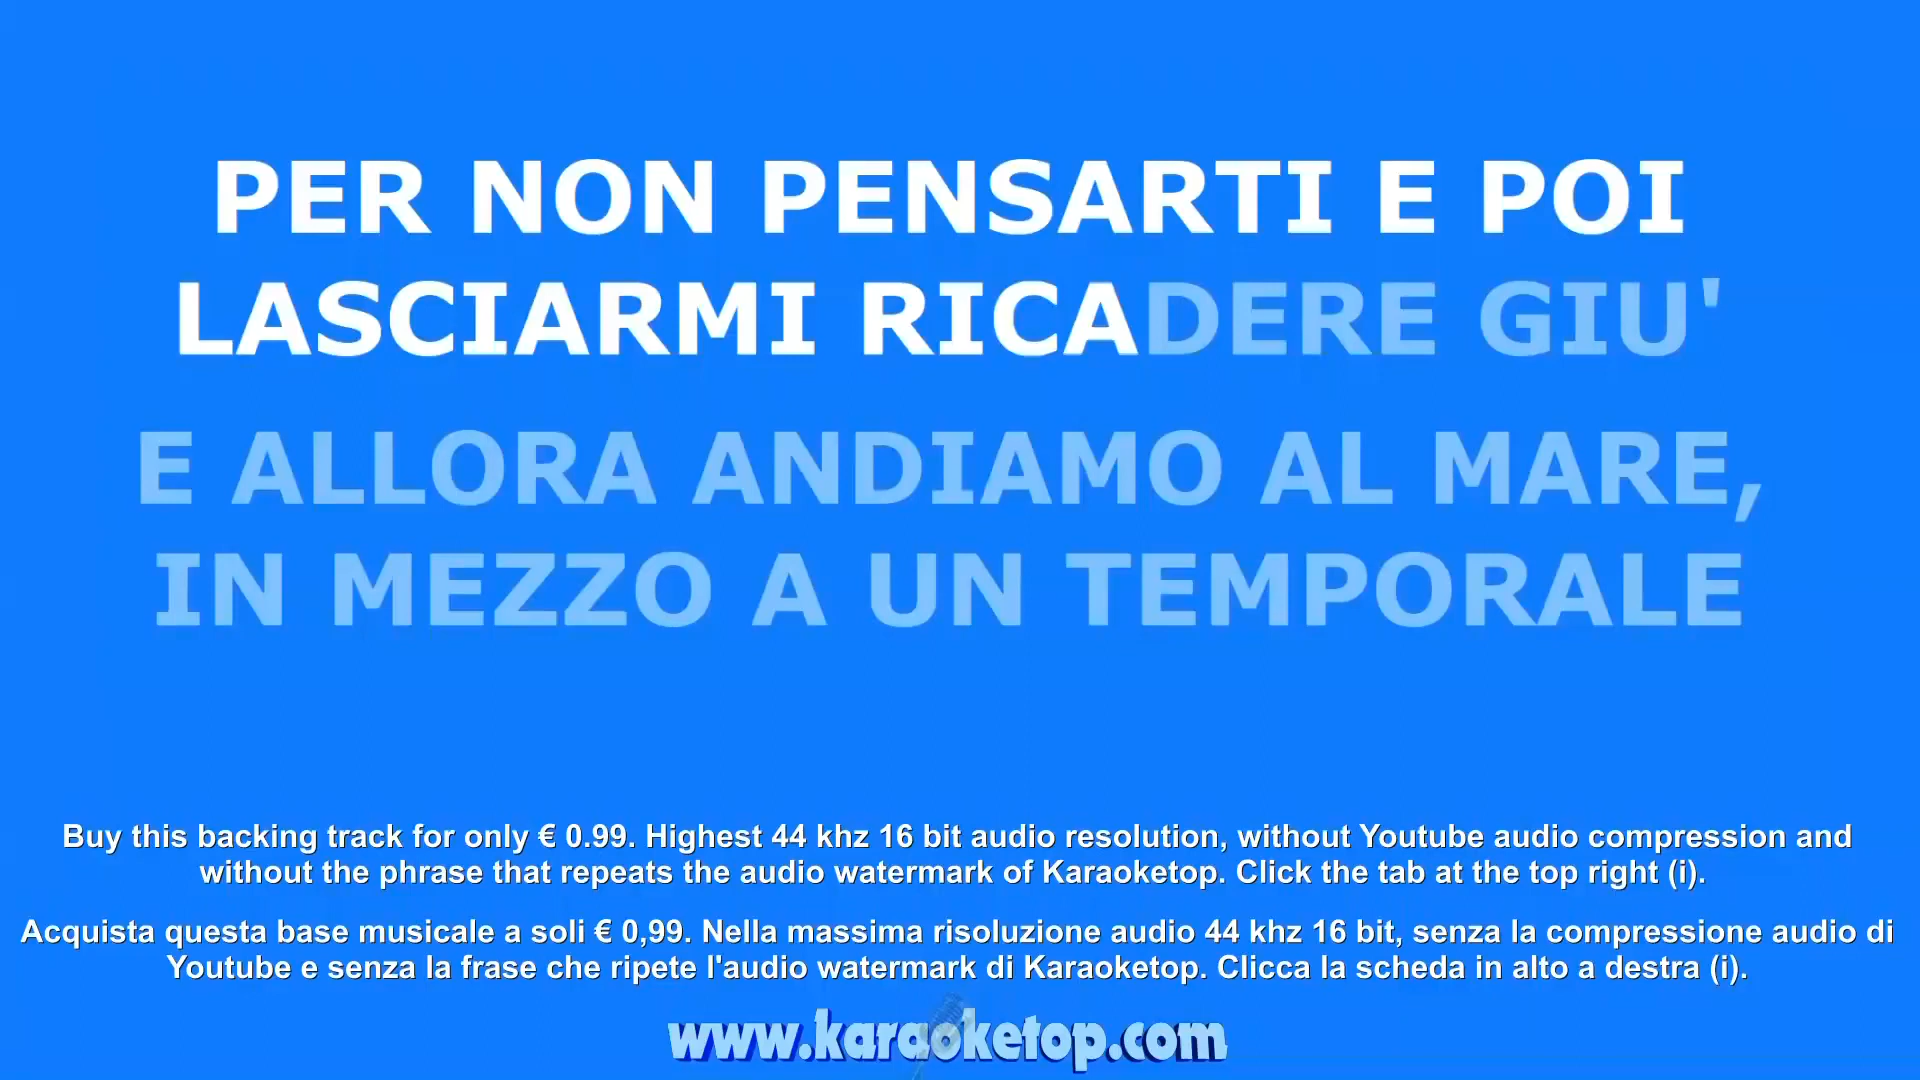 PER NON PENSARTI E POI
LASCIARMI RICADERE GIU'
E ALLORA ANDIAMO AL MARE,
IN MEZZO A UN TEMPORALE
Buy this backing track for only € 0.99. Highest 44 khz 16 bit audio resolution, without Youtube audio compression and
without the phrase that repeats the audio watermark of Karaoketop. Click the tab at the top right (i).
Acquista questa base musicale a soli € 0,99. Nella massima risoluzione audio 44 khz 16 bit, senza la compressione audio di
Youtube e senza la frase che ripete l'audio watermark di Karaoketop. Clicca la scheda in alto a destra (i).
www.karaoketop.com